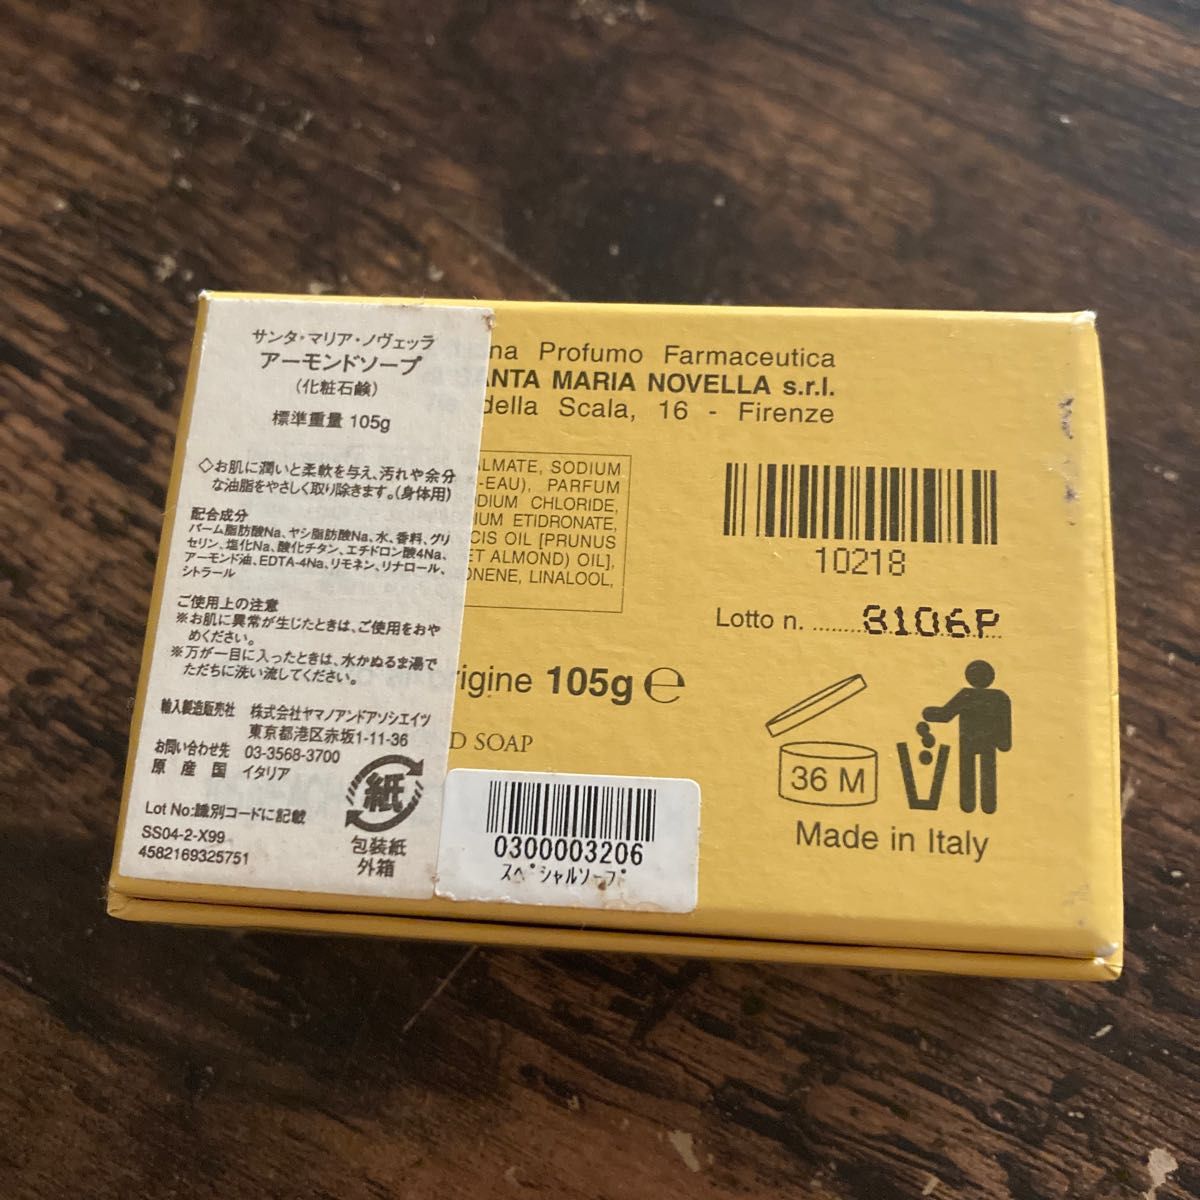 サンタ・マリア・ノヴェッラ
アーモンドソープ
(化粧石鹸)
標準重量 105g
◇お肌に潤いと柔軟を与え、汚れや余分
な油脂をやさしく取り除きます。(身体用)
配合成分
パーム脂肪酸Na、ヤシ脂肪酸Na、水、香料、グリ
セリン、塩化Na、酸化チタン、エチドロン酸4Na、
アーモンド油、EDTA-4Na、リモネン、リナロール、
シトラール
ご使用上の注意
※お肌に異常が生じたときは、ご使用をおや
めください。
※万が一目に入ったときは、水かぬるま湯で
ただちに洗い流してください。
輸入製造販売社 株式会社ヤマノアンドアソシエイツ
東京都港区赤坂1-11-36
お問い合わせ先 03-3568-3700
原産国 イタリア
Lot No:識別コードに記載
SS04-2-X99
4582169325751
紙
包装紙
外箱
na Profumo Farmaceutica
ANTA MARIA NOVELLA s.r.l.
della Scala, 16 - Firenze
ALMATE, SODIUM
-EAU), PARFUM
DIUM CHLORIDE,
IUM ETIDRONATE,
CIS OIL [PRUNUS
ET ALMOND) OIL],
ONENE, LINALOOL,
rigine 105g ℮
D SOAP
0300003206
スペシャルソープ
10218
Lotto n. ........ 3106P
36 M
Made in Italy